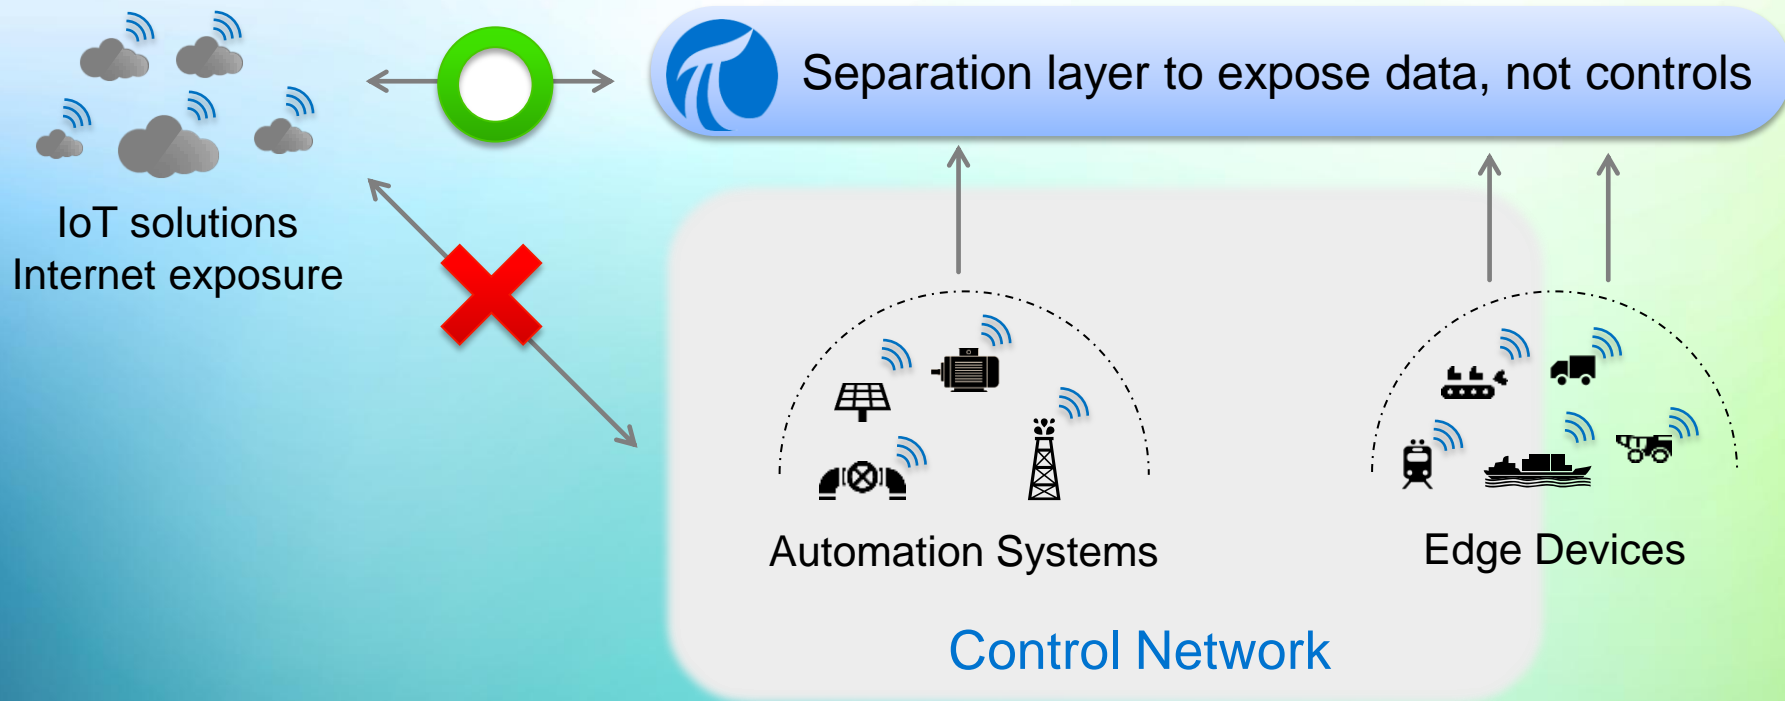 Separation layer to expose data, not controls
IoT solutions
Internet exposure
Automation Systems
Edge Devices
Control Network